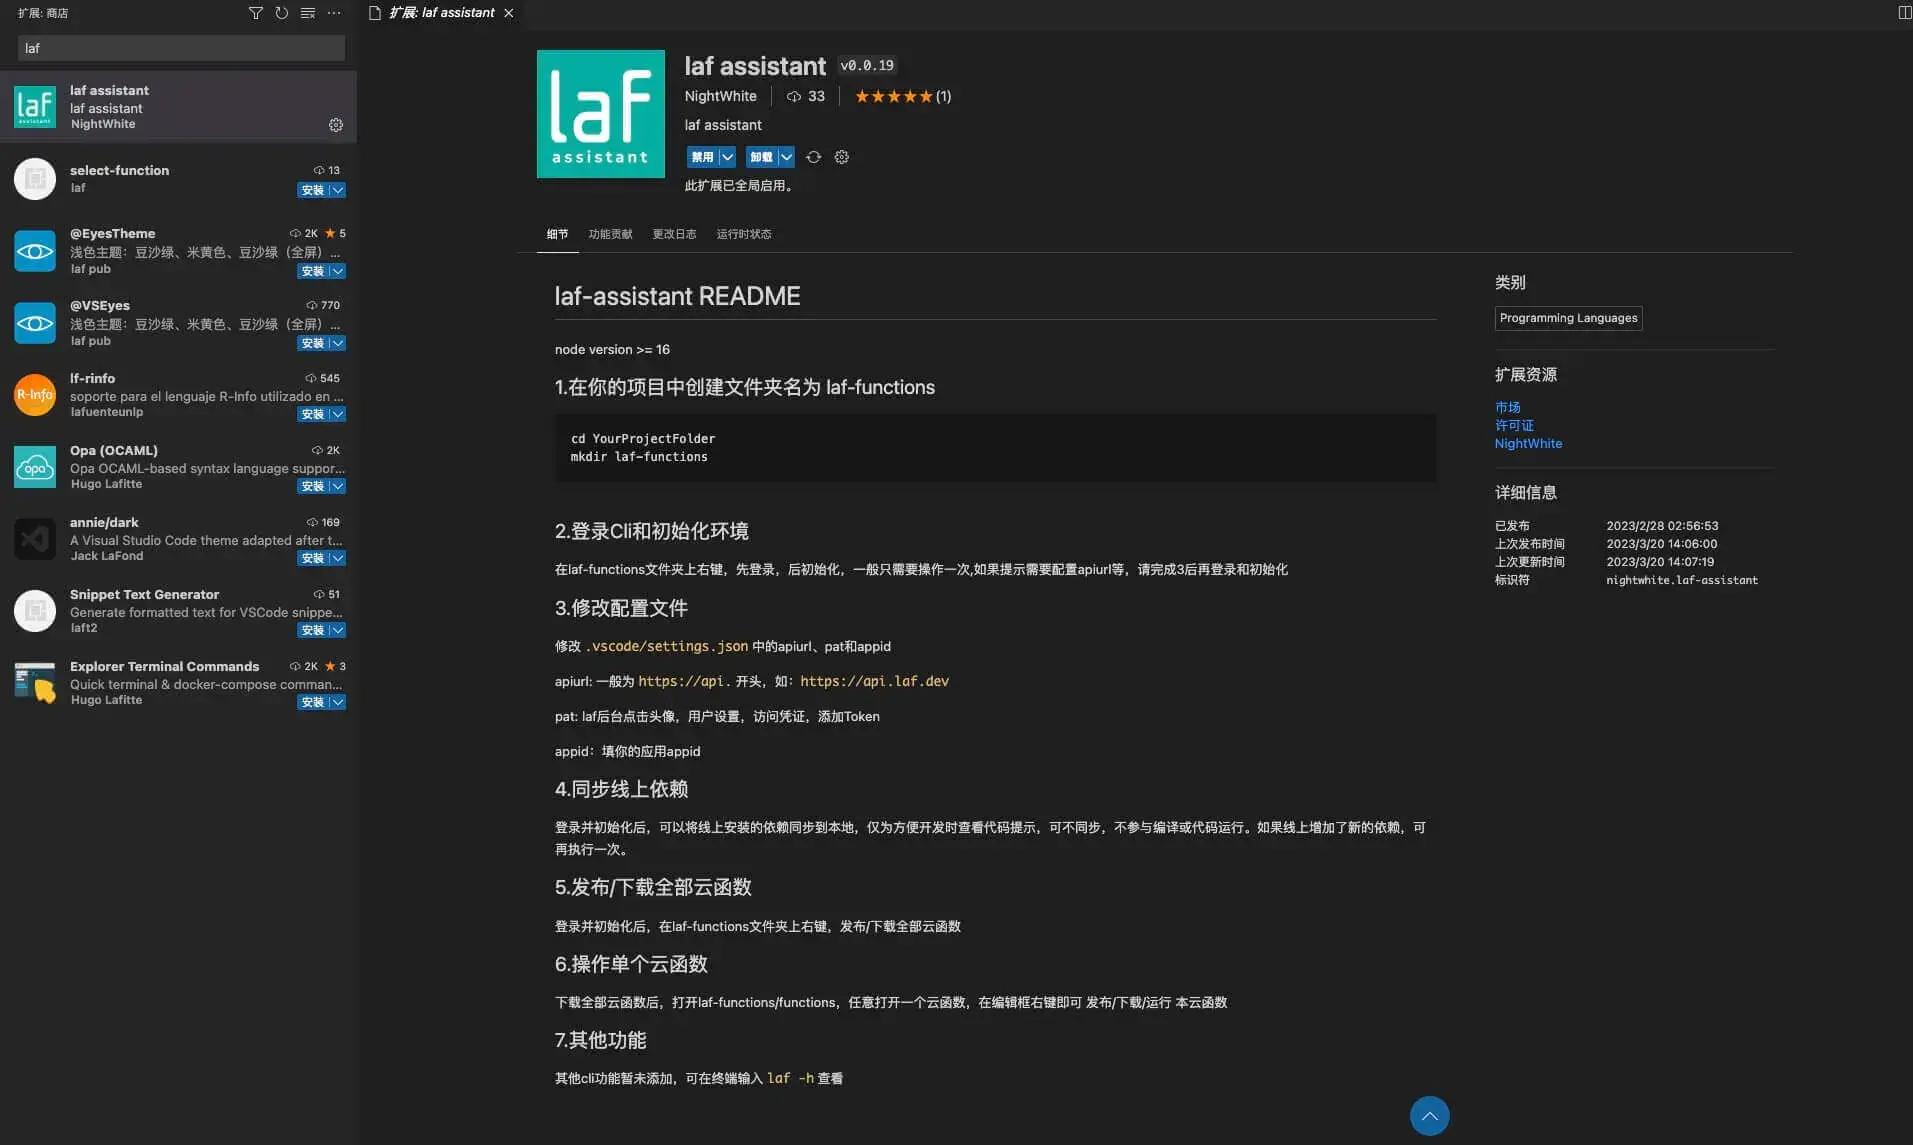 扩展: 商店
laf
laf assistant
laf assistant
NightWhite
select-function
13
laf
安装
@EyesTheme
2K ★ 5
浅色主题：豆沙绿、米黄色、豆沙绿（全屏）...
laf pub
安装
@VSEyes
770
浅色主题：豆沙绿、米黄色、豆沙绿（全屏）...
laf pub
安装
R-Info
lf-rinfo
545
soporte para el lenguaje R-Info utilizado en ...
lafuenteunlp
安装
opa
Opa (OCAML)
2K
Opa OCAML-based syntax language suppor...
Hugo Lafitte
安装
annie/dark
169
A Visual Studio Code theme adapted after t...
Jack LaFond
安装
Snippet Text Generator
51
Generate formatted text for VSCode snippe...
laft2
安装
Explorer Terminal Commands
2K ★ 3
Quick terminal & docker-compose comman...
Hugo Lafitte
安装
扩展: laf assistant
laf
assistant
laf assistant v0.0.19
NightWhite 33 ★★★★★(1)
laf assistant
禁用 卸载
此扩展已全局启用。
细节 功能贡献 更改日志 运行时状态
laf-assistant README
node version >= 16
1.在你的项目中创建文件夹名为 laf-functions
cd YourProjectFolder
mkdir laf-functions
2.登录Cli和初始化环境
在laf-functions文件夹上右键，先登录，后初始化，一般只需要操作一次,如果提示需要配置apiurl等，请完成3后再登录和初始化
3.修改配置文件
修改 .vscode/settings.json 中的apiurl、pat和appid
apiurl: 一般为 https://api. 开头，如：https://api.laf.dev
pat: laf后台点击头像，用户设置，访问凭证，添加Token
appid：填你的应用appid
4.同步线上依赖
登录并初始化后，可以将线上安装的依赖同步到本地，仅为方便开发时查看代码提示，可不同步，不参与编译或代码运行。如果线上增加了新的依赖，可
再执行一次。
5.发布/下载全部云函数
登录并初始化后，在laf-functions文件夹上右键，发布/下载全部云函数
6.操作单个云函数
下载全部云函数后，打开laf-functions/functions，任意打开一个云函数，在编辑框右键即可 发布/下载/运行 本云函数
7.其他功能
其他cli功能暂未添加，可在终端输入 laf -h 查看
类别
Programming Languages
扩展资源
市场
许可证
NightWhite
详细信息
已发布 2023/2/28 02:56:53
上次发布时间 2023/3/20 14:06:00
上次更新时间 2023/3/20 14:07:19
标识符 nightwhite.laf-assistant